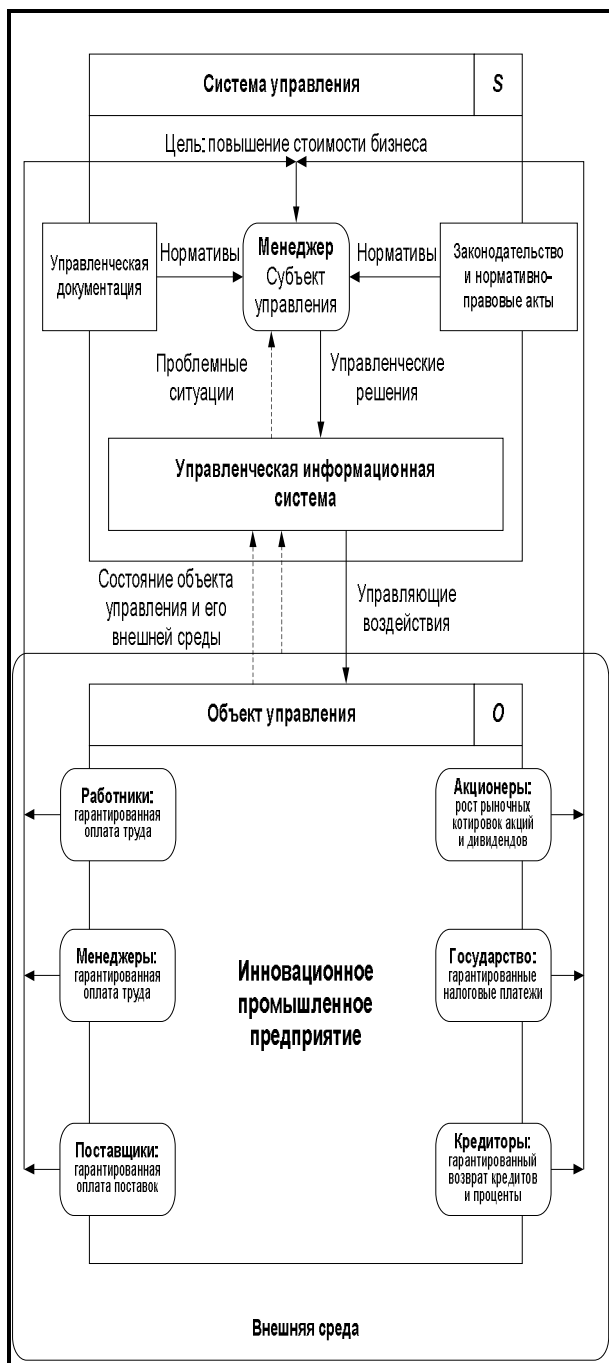 Система управления
S
Цель: повышение стоимости бизнеса
Управленческая
документация
Нормативы
Менеджер
Субъект
управления
Нормативы
Законодательство
и нормативно-
правовые акты
Проблемные
ситуации
Управленческие
решения
Управленческая информационная
система
Состояние объекта
управления и его
внешней среды
Управляющие
воздействия
Объект управления
O
Работники:
гарантированная
оплата труда
Акционеры:
рост рыночных
котировок акций
и дивидендов
Менеджеры:
гарантированная
оплата труда
Инновационное
промышленное
предприятие
Государство:
гарантированные
налоговые платежи
Поставщики:
гарантированная
оплата поставок
Кредиторы:
гарантированный
возврат кредитов
и проценты
Внешняя среда